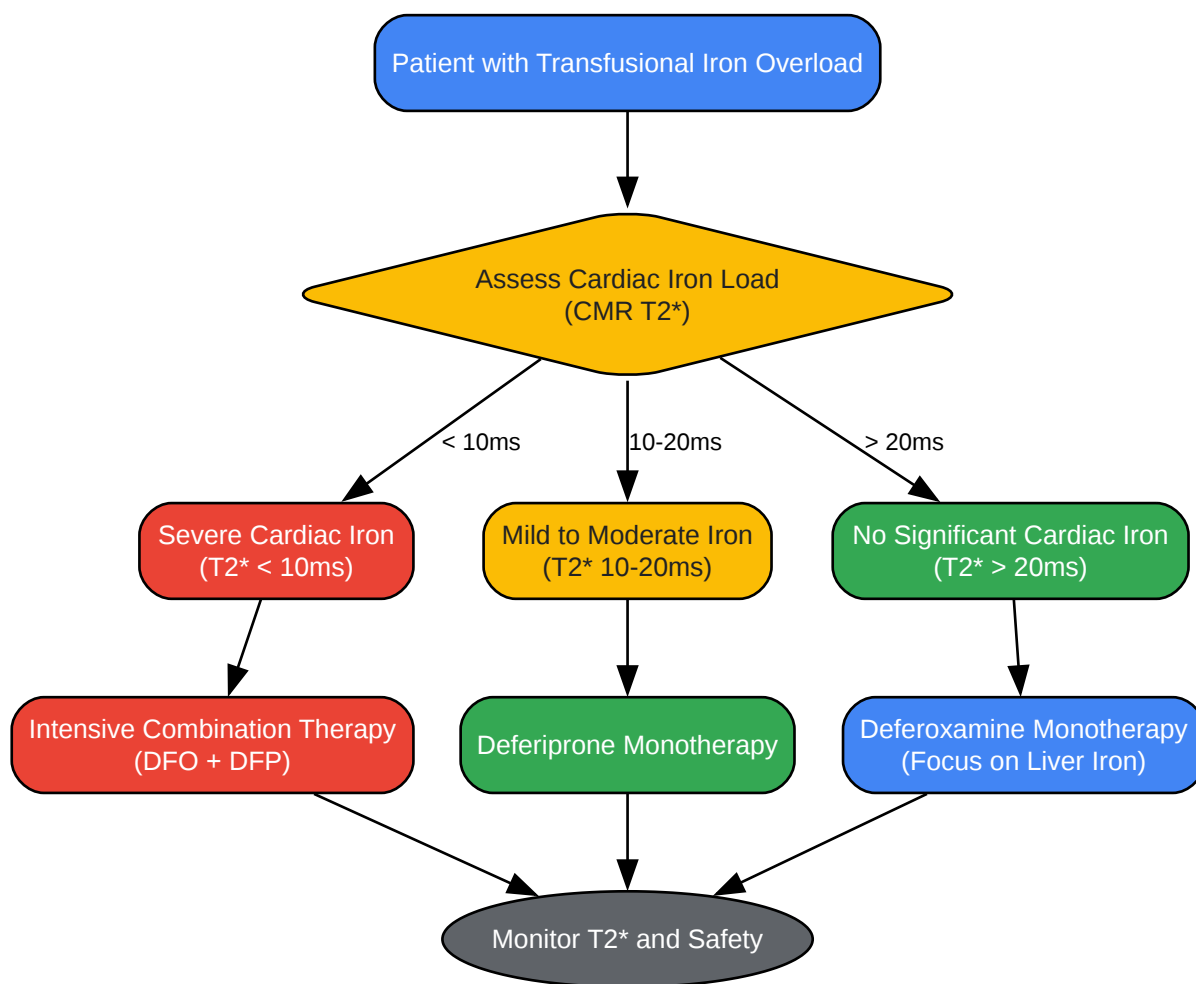 Patient with Transfusional Iron Overload
Assess Cardiac Iron Load
(CMR T2*)
< 10ms
10-20ms
> 20ms
Severe Cardiac Iron
(T2* < 10ms)
Mild to Moderate Iron
(T2* 10-20ms)
No Significant Cardiac Iron
(T2* > 20ms)
Intensive Combination Therapy
(DFO + DFP)
Deferiprone Monotherapy
Deferoxamine Monotherapy
(Focus on Liver Iron)
Monitor T2* and Safety